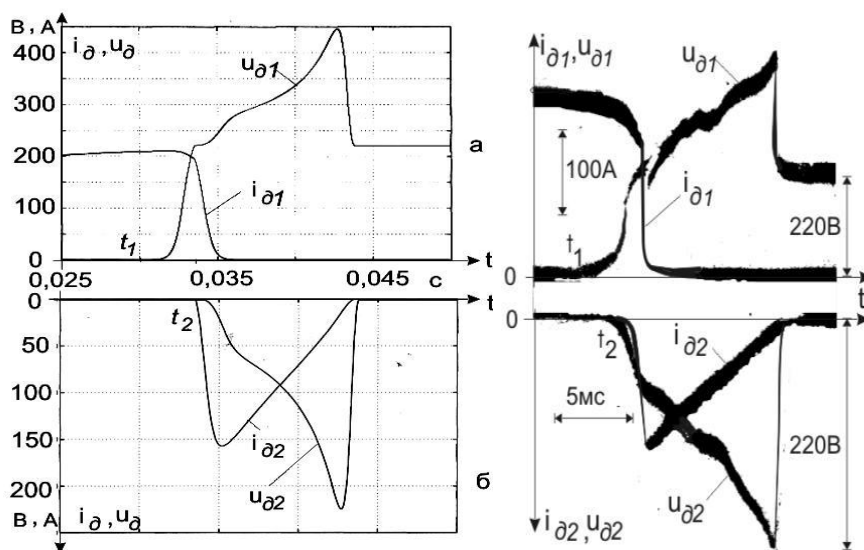 В , А
i∂ , u∂
400
300
200
100
0
u∂1
i∂1
t1
0,025
0,035
0,045
с
t
а
0
50
100
150
200
В , А
t2
t
i∂2
u∂2
i∂ , u∂
б
i∂1, u∂1
u∂1
100А
i∂1
220В
t1
0
t
0
t2
i∂2
5мс
220В
u∂2
i∂2, u∂2